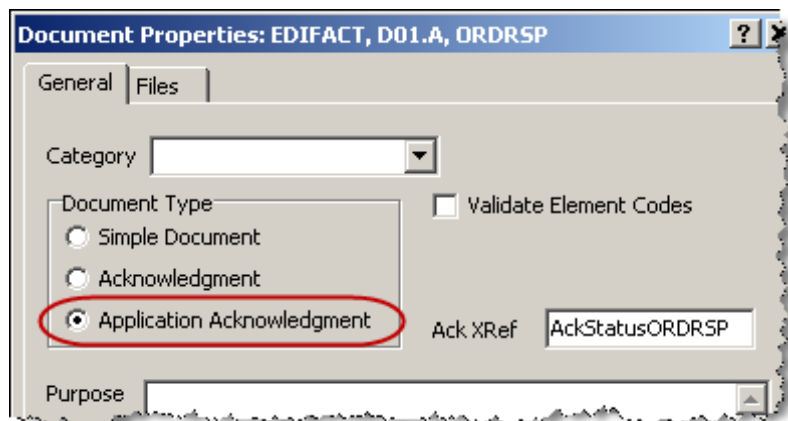 Document Properties: EDIFACT, D01.A, ORDRSP ?
General Files
Category
Document Type
Validate Element Codes
Simple Document
Acknowledgment
Application Acknowledgment
Ack XRef AckStatusORDRSP
Purpose